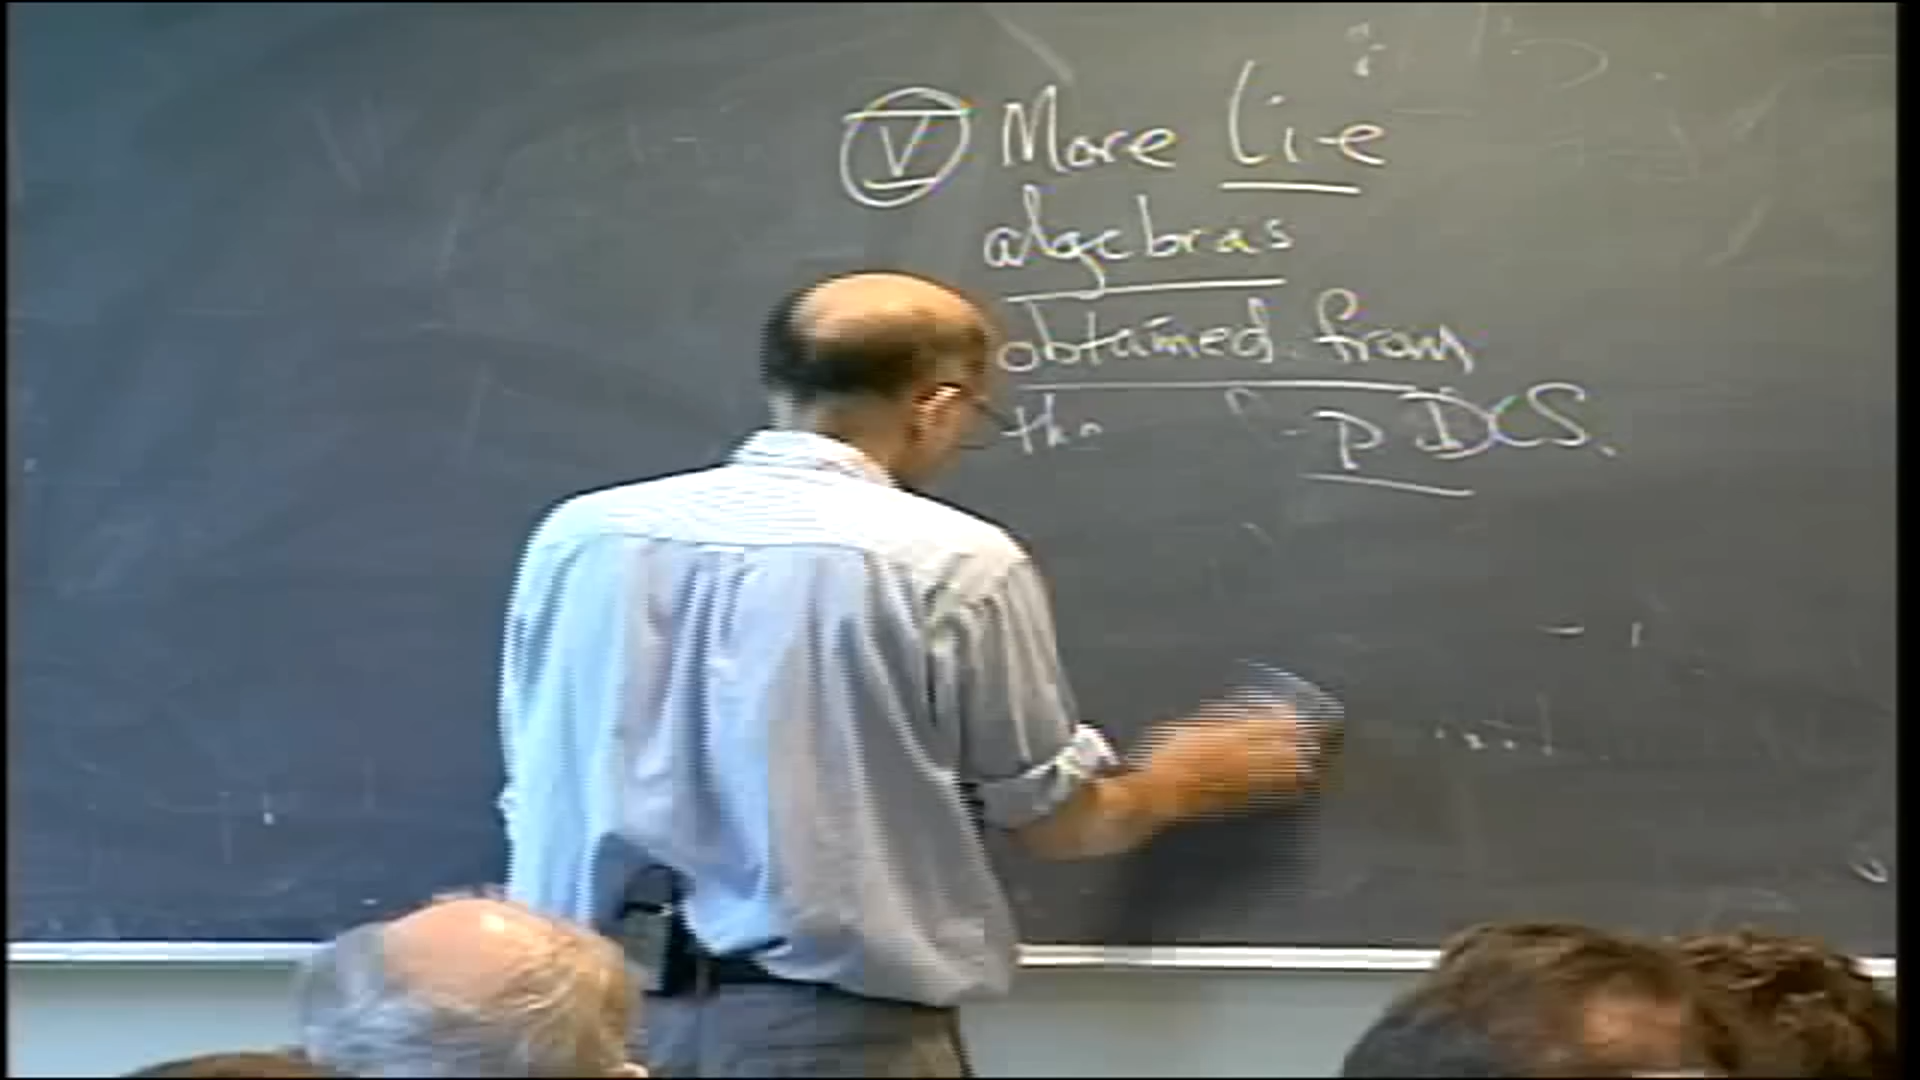 Ⓥ More Lie
algebras
obtained from
the PDCS.